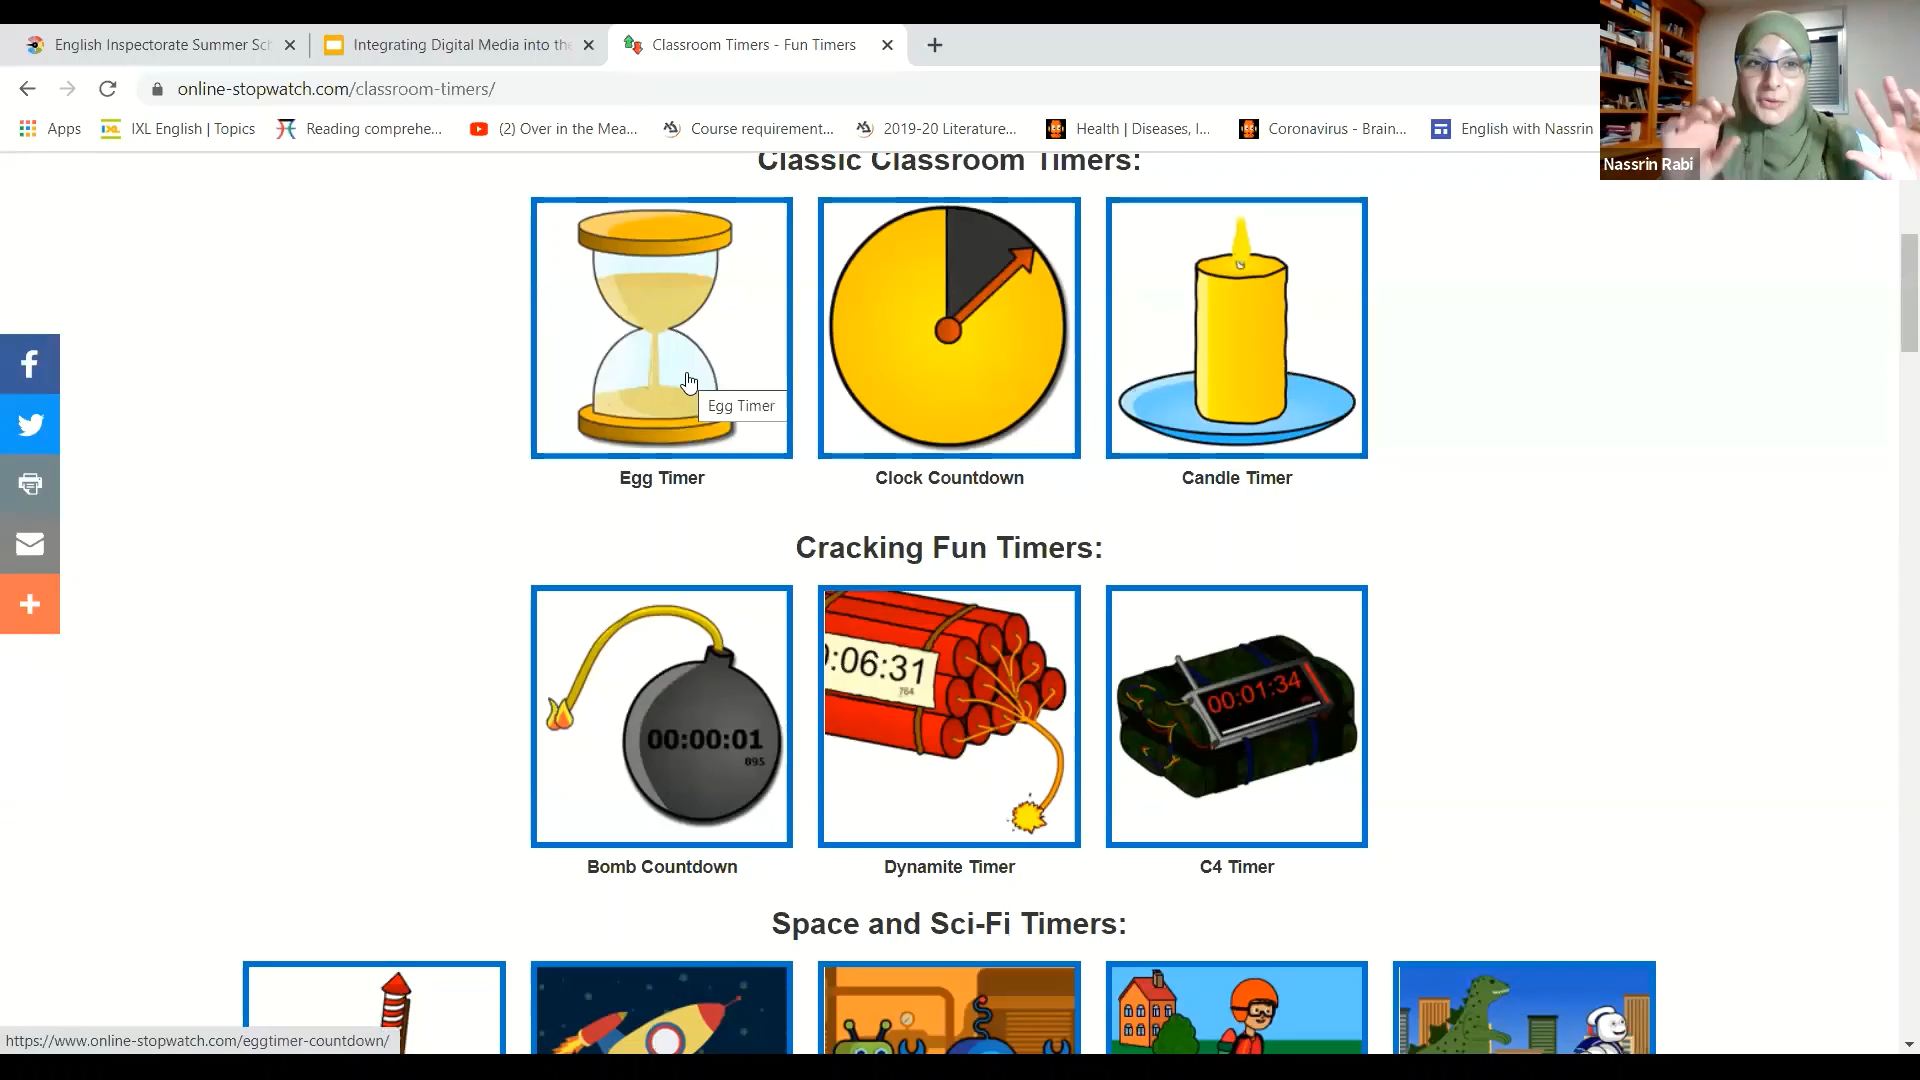 English Inspectorate Summer Sch
Integrating Digital Media into the
Classroom Timers - Fun Timers
online-stopwatch.com/classroom-timers/
Apps
IXL English | Topics
Reading comprehe...
(2) Over in the Mea...
Course requirement...
2019-20 Literature...
Health | Diseases, I...
Coronavirus - Brain...
English with Nassrin
Nassrin Rabi
Classic Classroom Timers:
Egg Timer
Egg Timer
Clock Countdown
Candle Timer
Cracking Fun Timers:
00:00:01
895
:06:31
764
00:01:34
Bomb Countdown
Dynamite Timer
C4 Timer
Space and Sci-Fi Timers:
https://www.online-stopwatch.com/eggtimer-countdown/